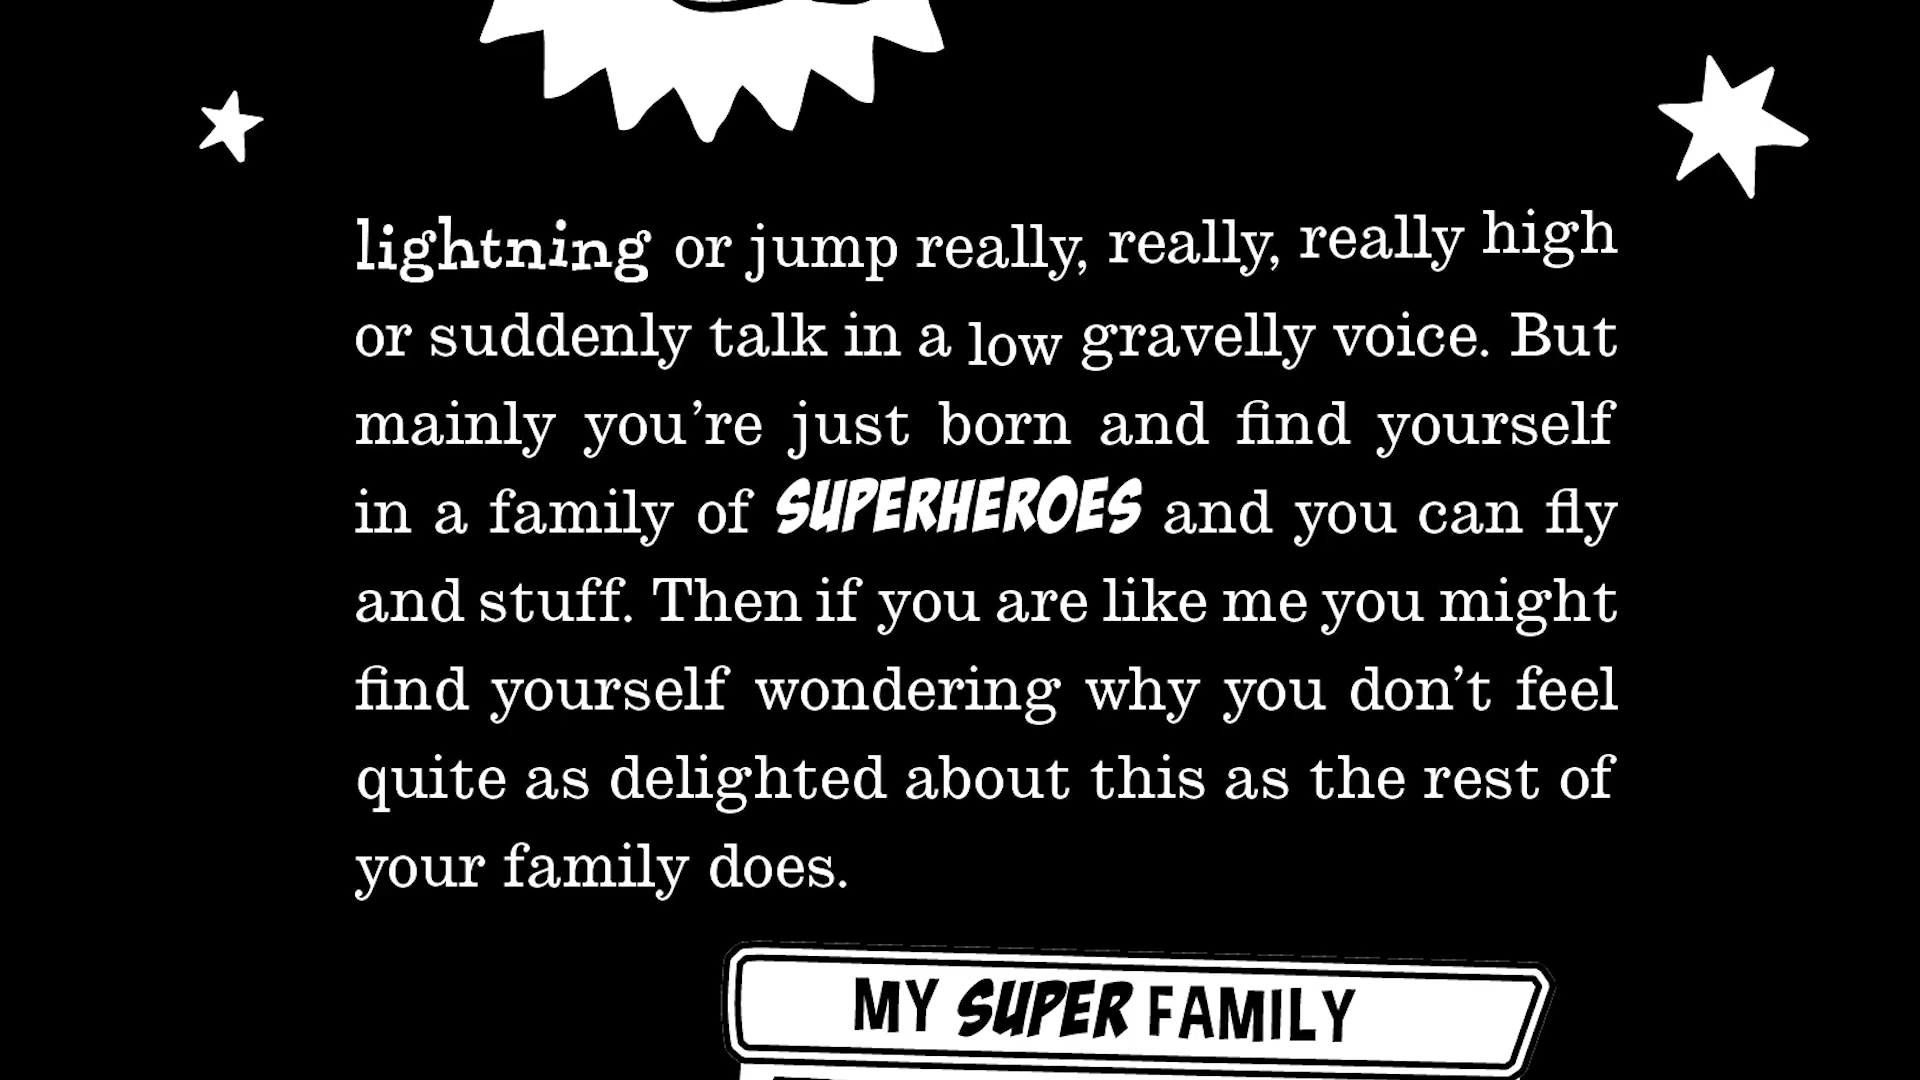 lightning or jump really, really, really high
or suddenly talk in a low gravelly voice. But
mainly you’re just born and find yourself
in a family of SUPERHEROES and you can fly
and stuff. Then if you are like me you might
find yourself wondering why you don’t feel
quite as delighted about this as the rest of
your family does.
MY SUPER FAMILY